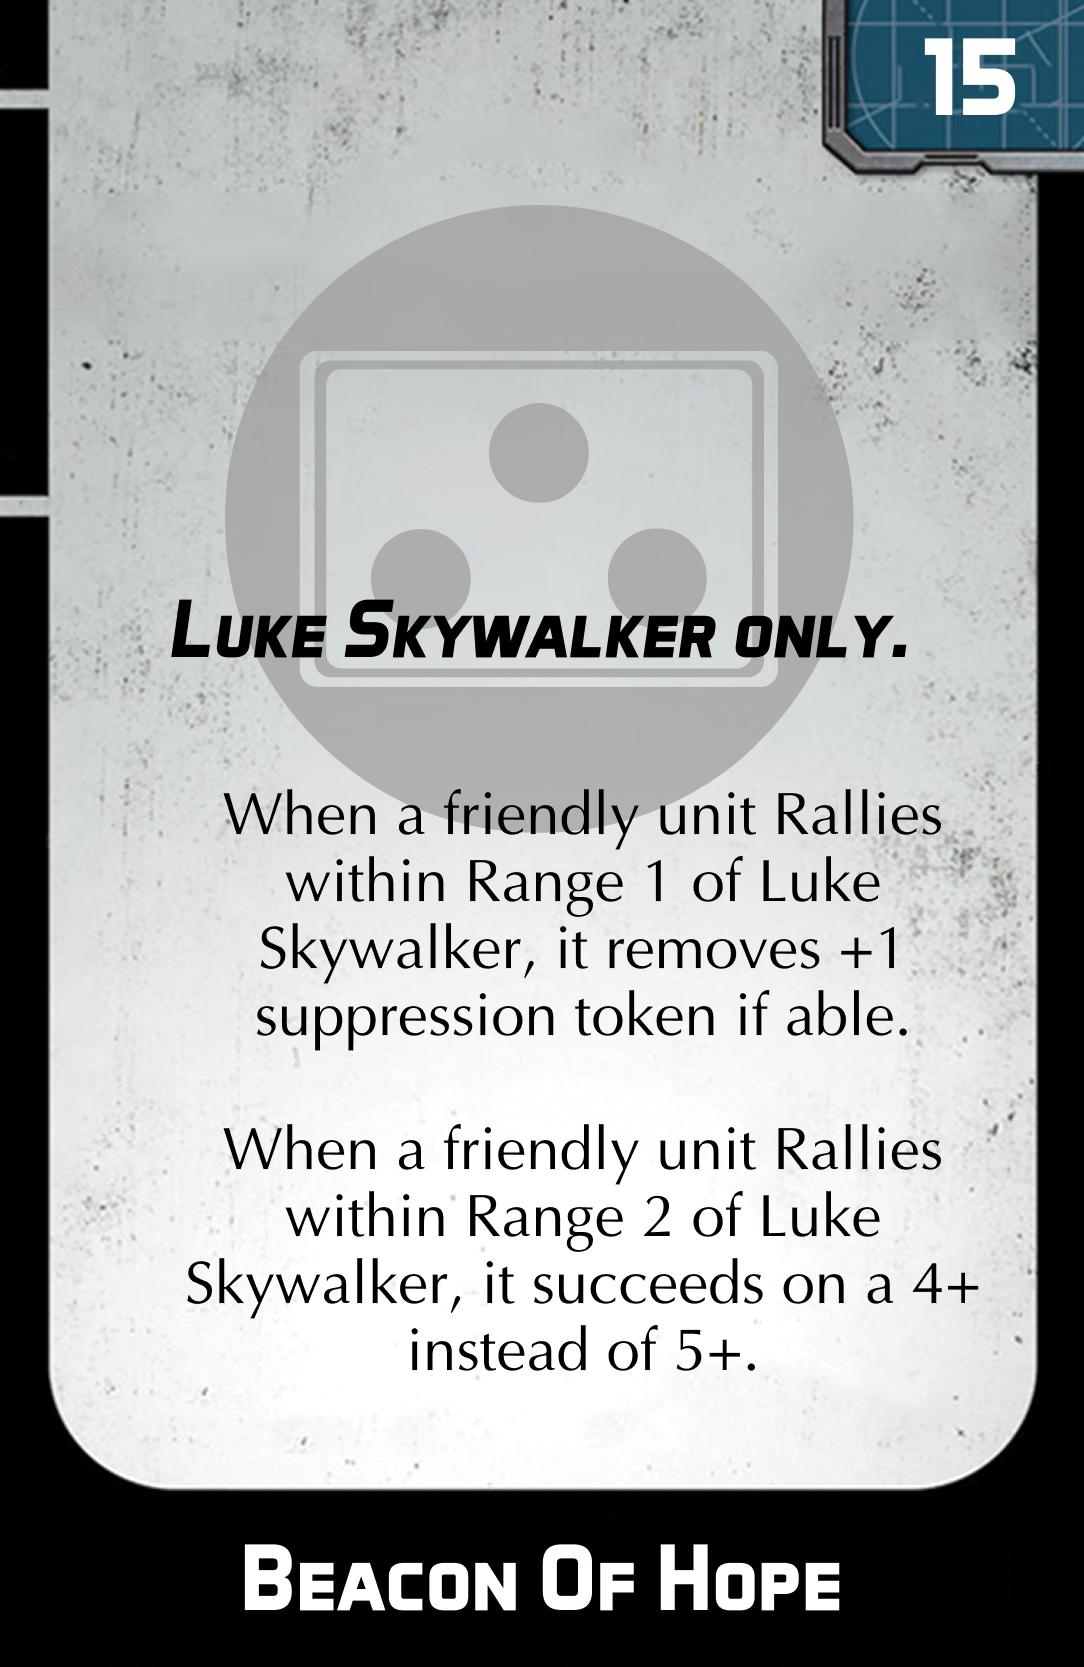 15
Luke Skywalker only.
When a friendly unit Rallies
within Range 1 of Luke
Skywalker, it removes +1
suppression token if able.
When a friendly unit Rallies
within Range 2 of Luke
Skywalker, it succeeds on a 4+
instead of 5+.
Beacon Of Hope